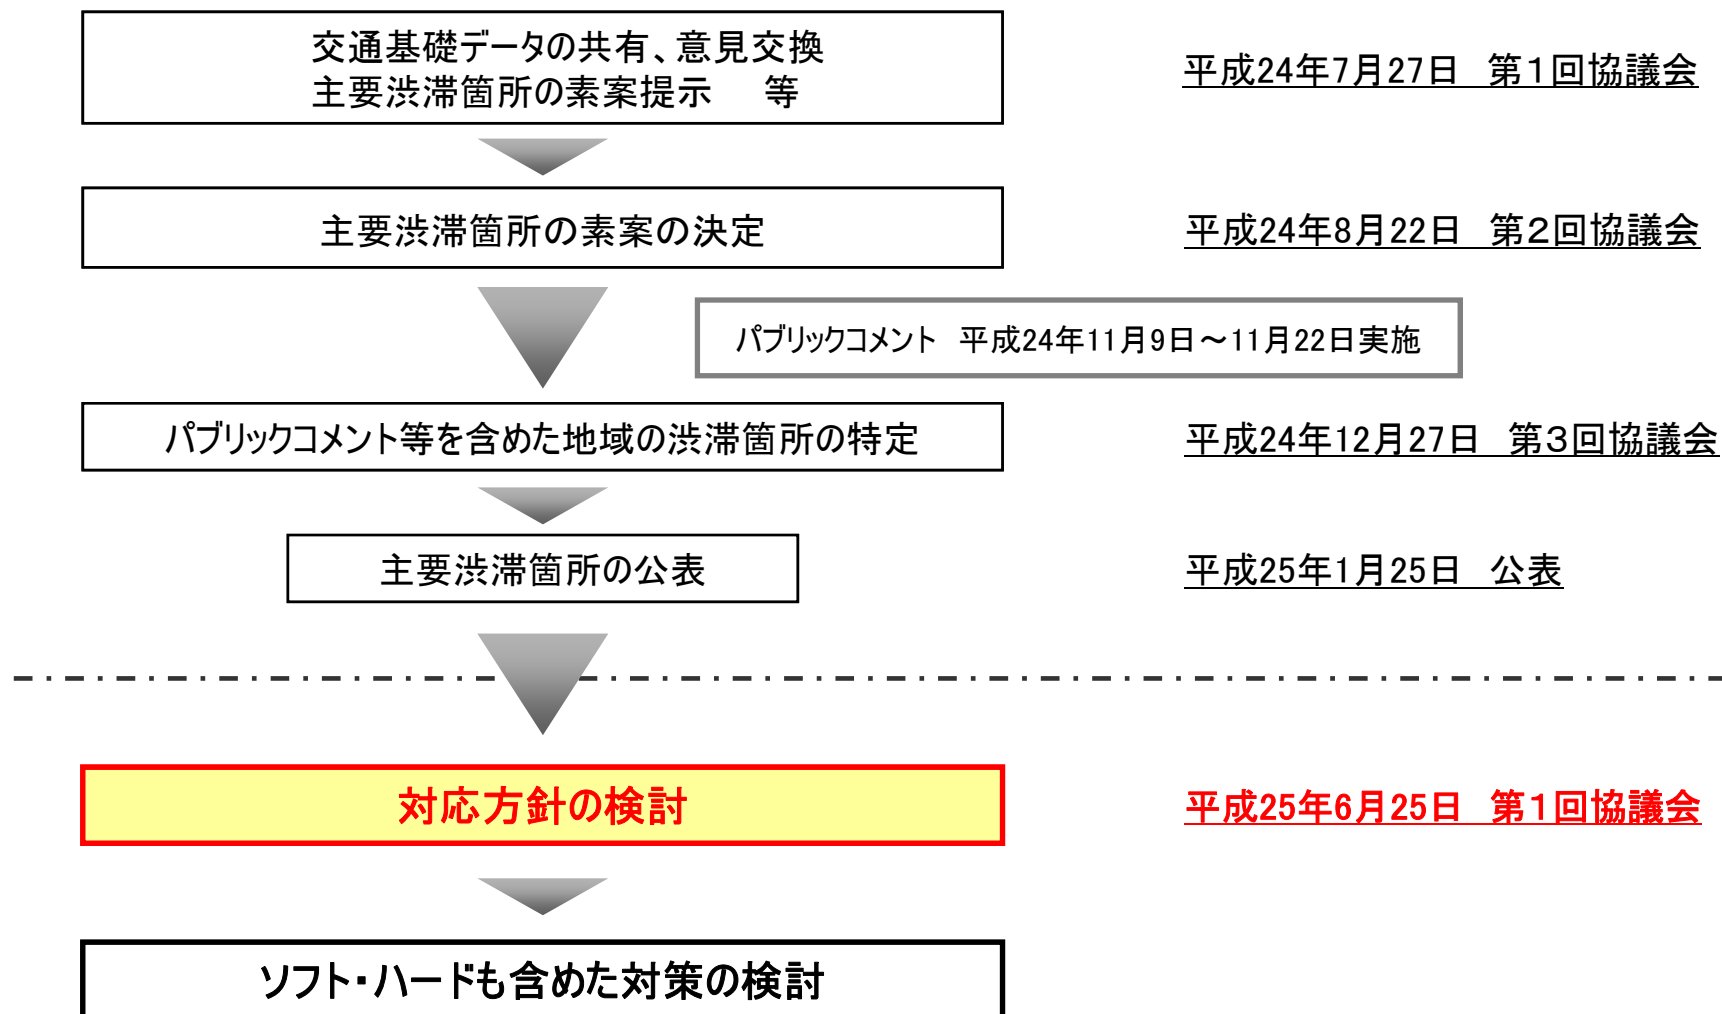 交通基礎データの共有、意見交換
主要渋滞箇所の素案提示　等
平成24年7月27日　第１回協議会
主要渋滞箇所の素案の決定
平成24年8月22日　第２回協議会
パブリックコメント　平成24年11月9日～11月22日実施
パブリックコメント等を含めた地域の渋滞箇所の特定
平成24年12月27日　第３回協議会
主要渋滞箇所の公表
平成25年1月25日　公表
対応方針の検討
平成25年6月25日　第１回協議会
ソフト・ハードも含めた対策の検討